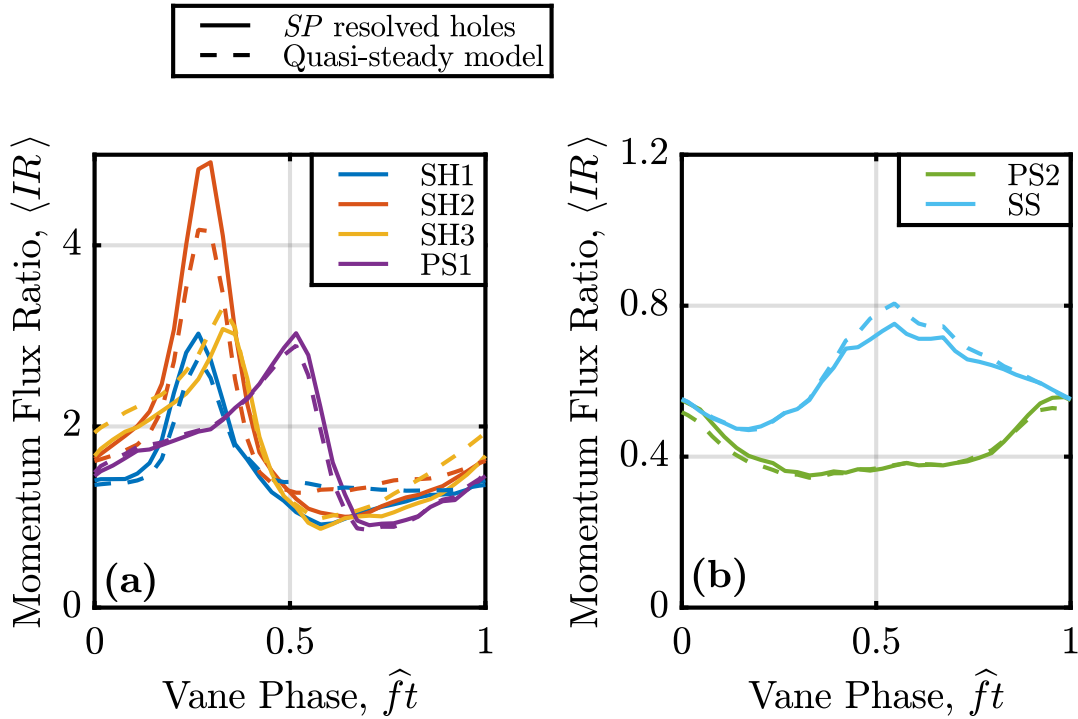 SP resolved holes
Quasi-steady model
Momentum Flux Ratio, ⟨IR⟩
4
2
0
0
0.5
1
SH1
SH2
SH3
PS1
(a)
Vane Phase, f̂t
Momentum Flux Ratio, ⟨IR⟩
1.2
0.8
0.4
0
0
0.5
1
PS2
SS
(b)
Vane Phase, f̂t